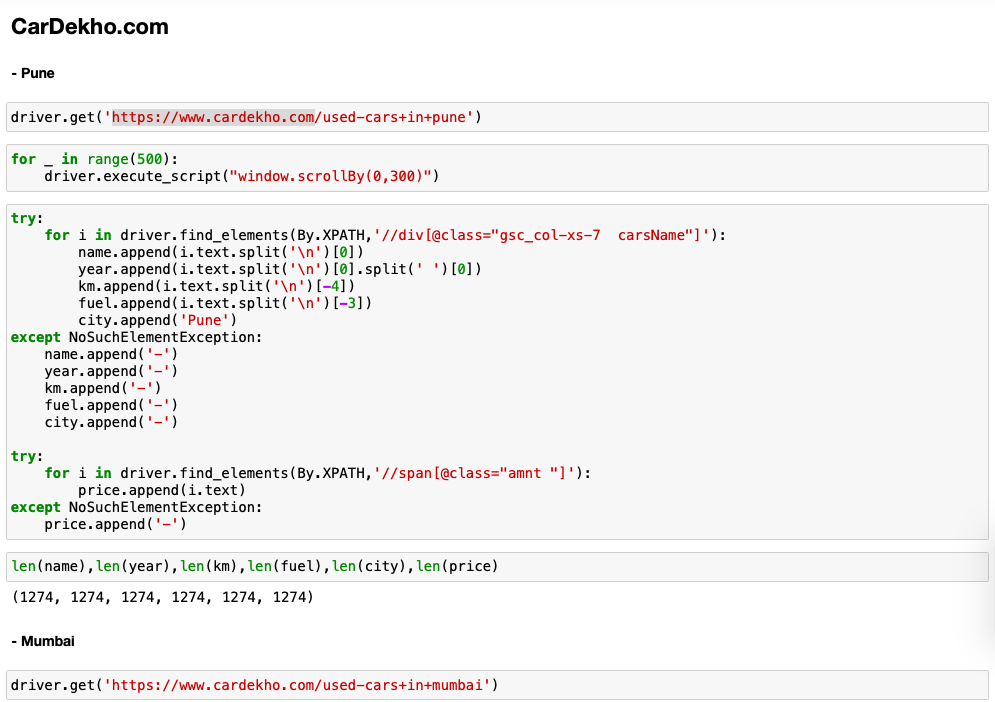 CarDekho.com
- Pune
driver.get('https://www.cardekho.com/used-cars+in+pune')
for _ in range(500):
    driver.execute_script("window.scrollBy(0,300)")
try:
    for i in driver.find_elements(By.XPATH,'//div[@class="gsc_col-xs-7  carsName"]'):
        name.append(i.text.split('\n')[0])
        year.append(i.text.split('\n')[0].split(' ')[0])
        km.append(i.text.split('\n')[-4])
        fuel.append(i.text.split('\n')[-3])
        city.append('Pune')
except NoSuchElementException:
    name.append('-')
    year.append('-')
    km.append('-')
    fuel.append('-')
    city.append('-')
try:
    for i in driver.find_elements(By.XPATH,'//span[@class="amnt "]'):
        price.append(i.text)
except NoSuchElementException:
    price.append('-')
len(name),len(year),len(km),len(fuel),len(city),len(price)
(1274, 1274, 1274, 1274, 1274, 1274)
- Mumbai
driver.get('https://www.cardekho.com/used-cars+in+mumbai')